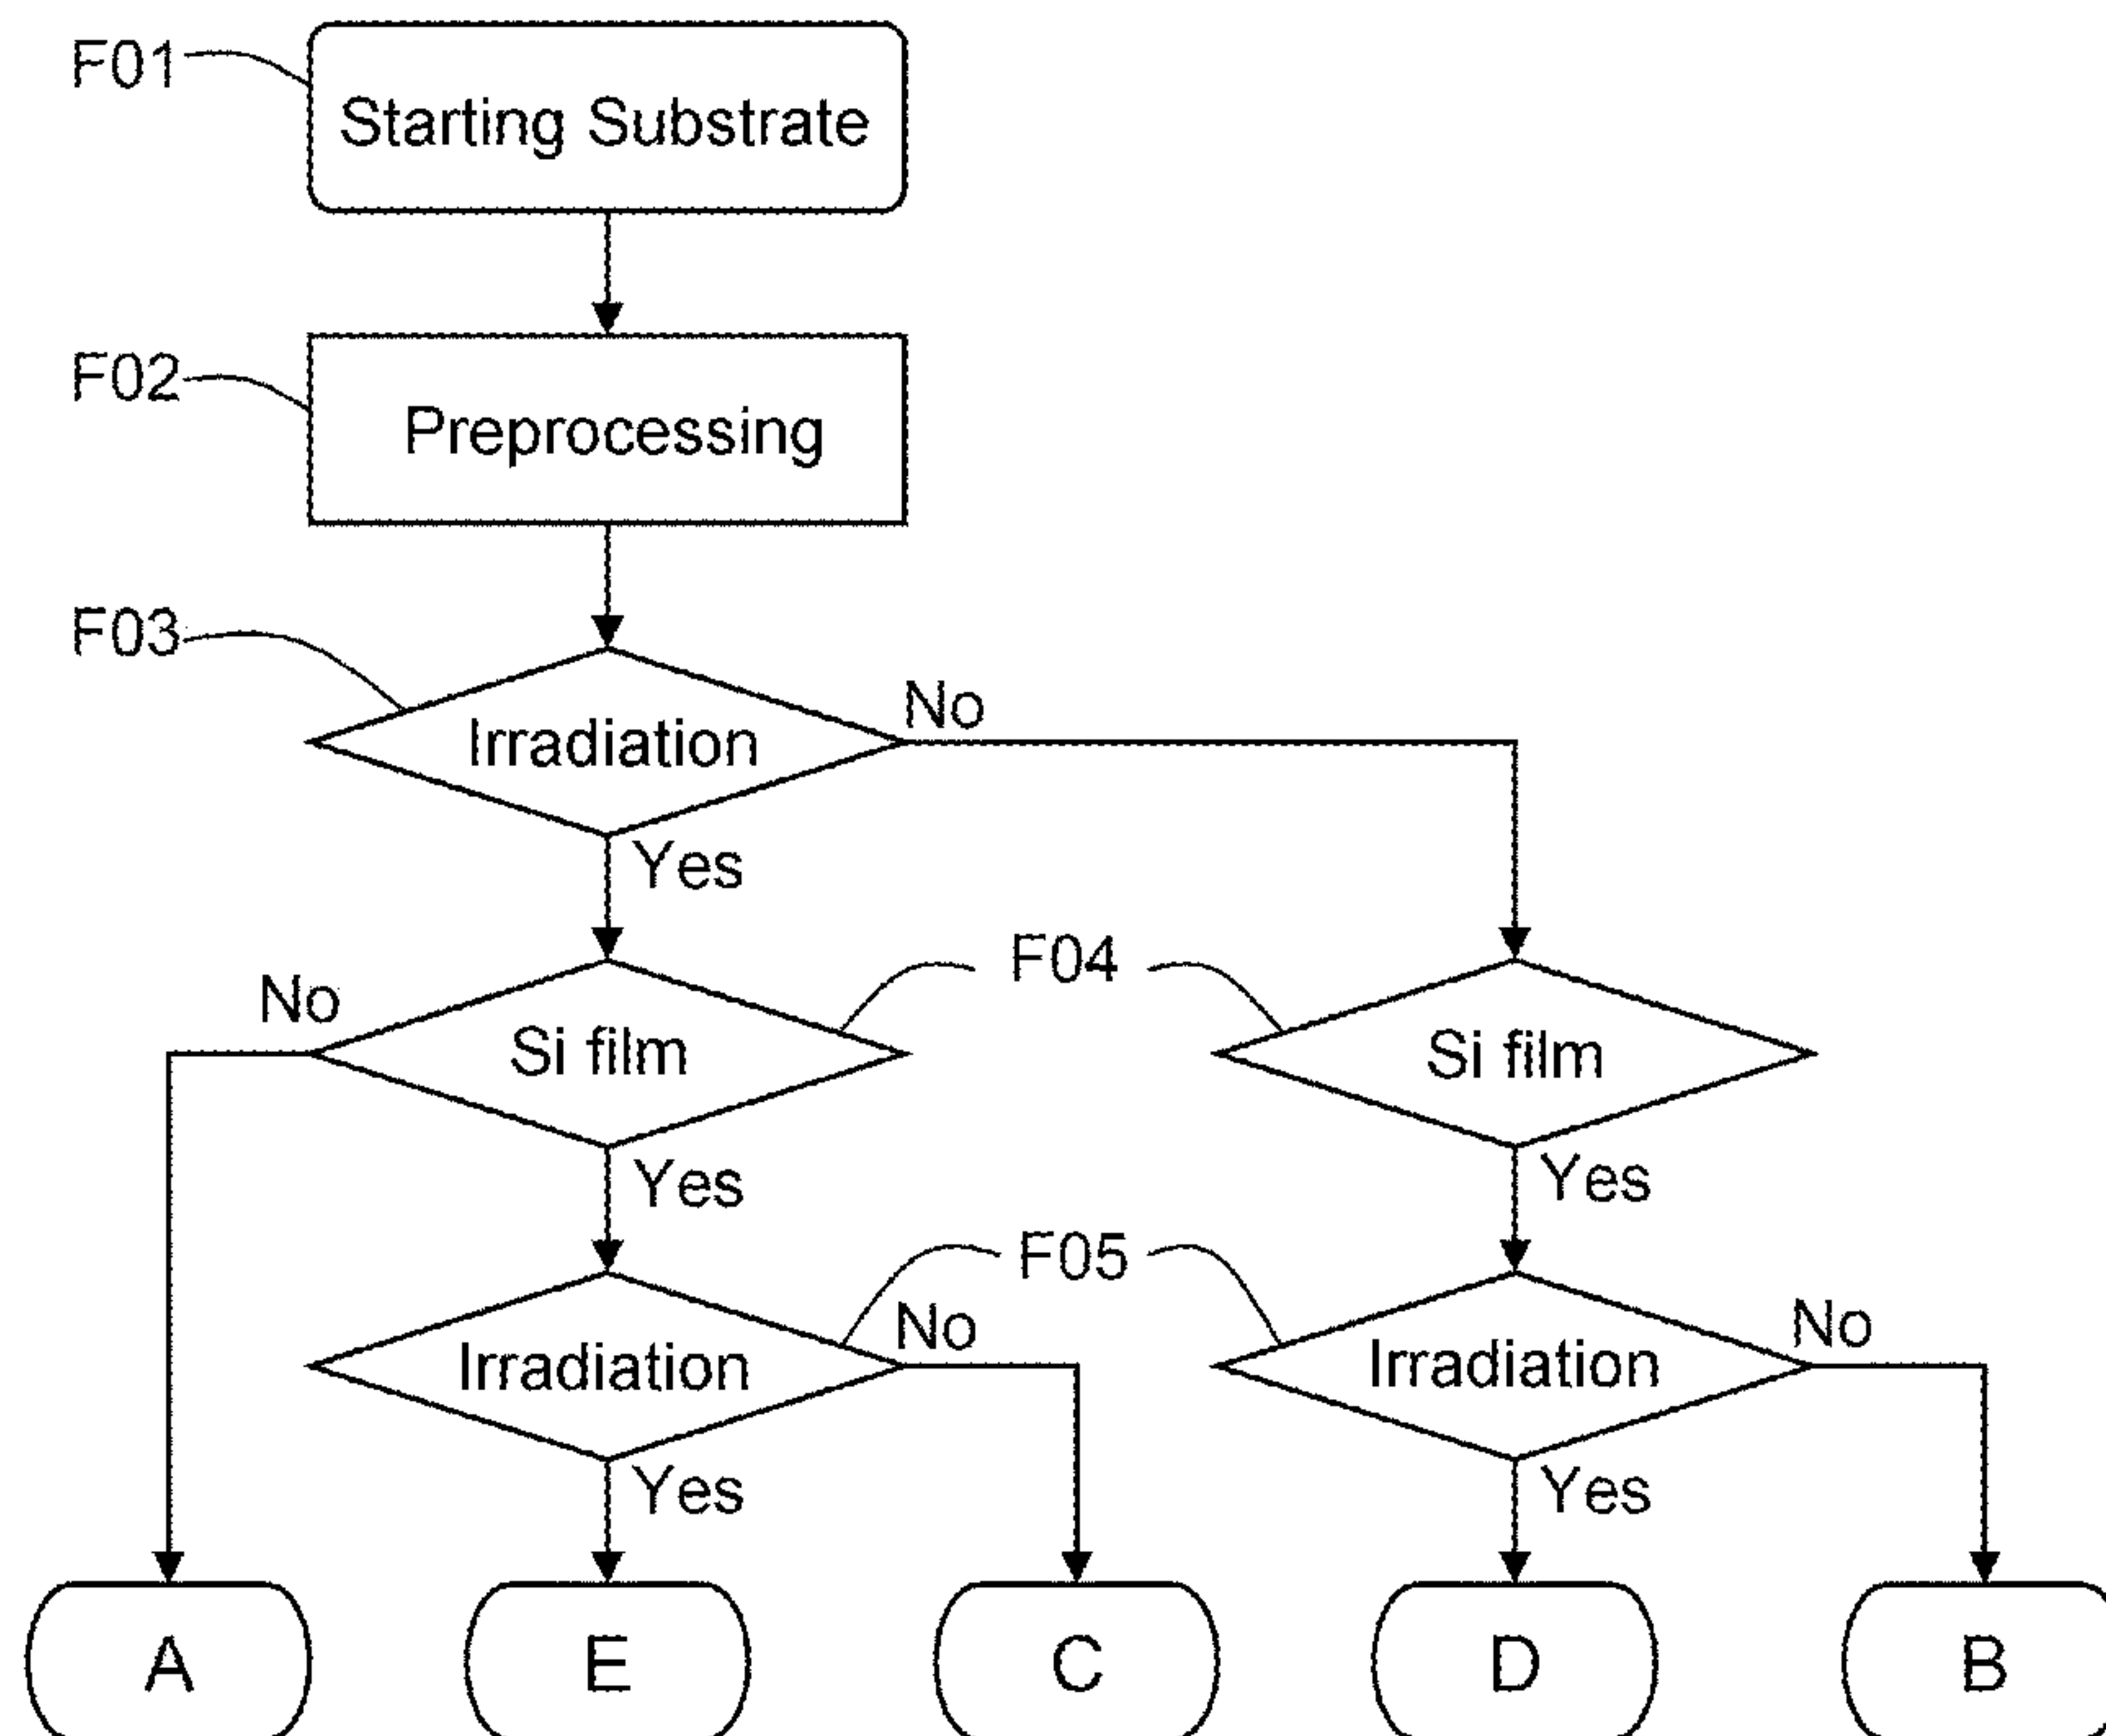 F01
Starting Substrate
F02
Preprocessing
F03
Irradiation
No
Yes
F04
No
Si film
Si film
Yes
Yes
F05
No
No
Irradiation
Irradiation
Yes
Yes
A
E
C
D
B